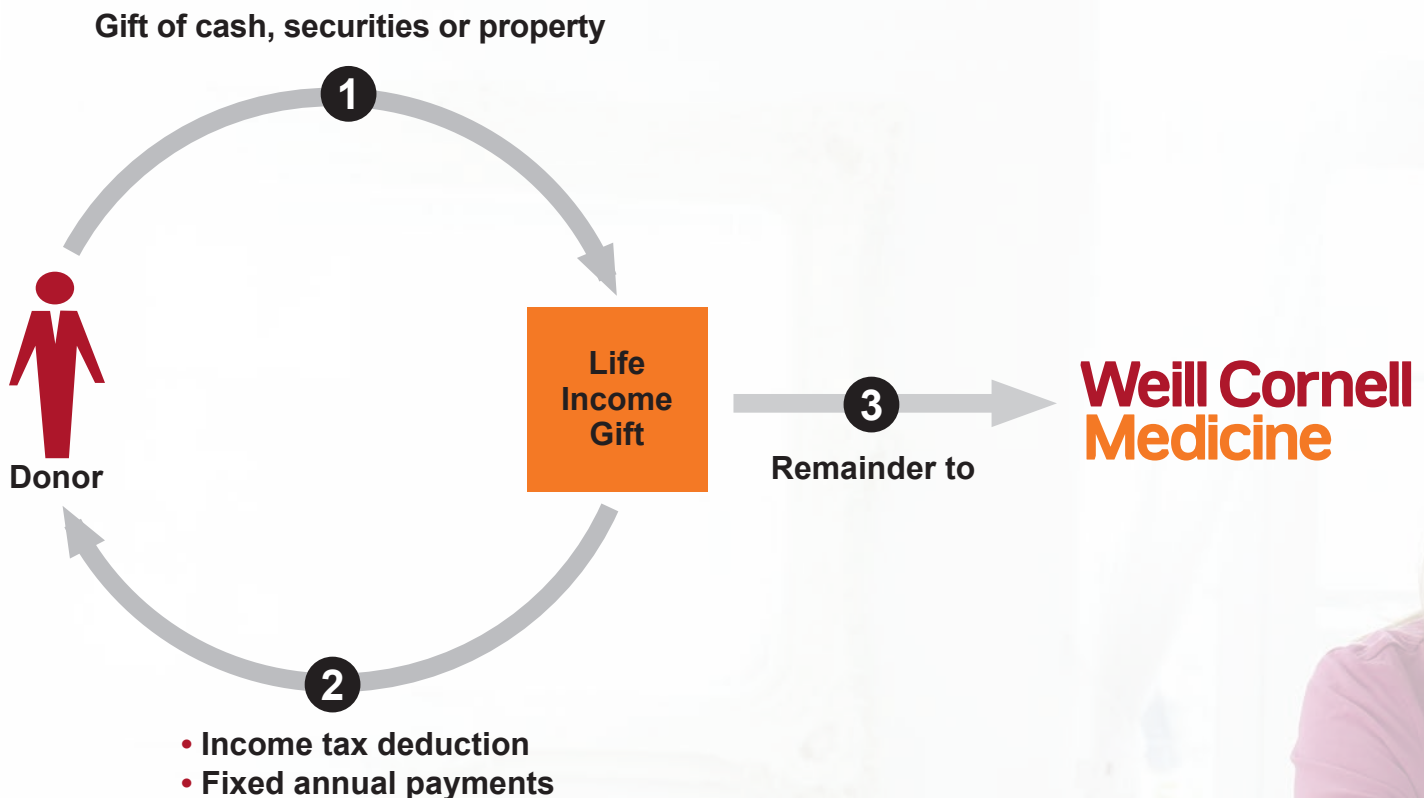 Gift of cash, securities or property
1
Donor
Life
Income
Gift
3
Remainder to
Weill Cornell
Medicine
2
• Income tax deduction
• Fixed annual payments